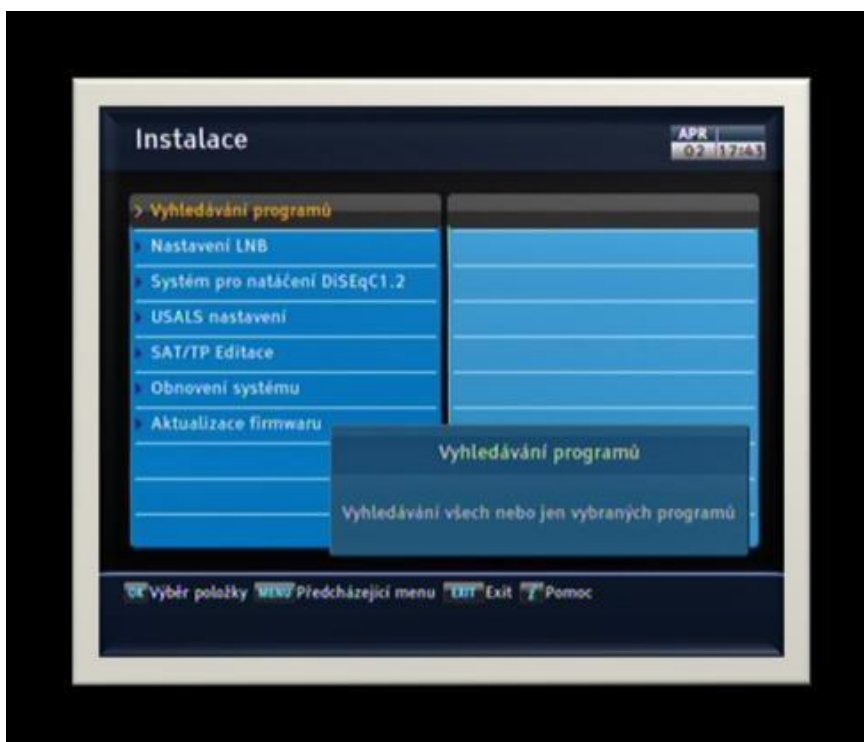 Instalace
APR
02 17:43
Vyhledávání programů
Nastavení LNB
Systém pro natáčení DiSEqC1.2
USALS nastavení
SAT/TP Editace
Obnovení systému
Aktualizace firmwaru
Vyhledávání programů
Vyhledávání všech nebo jen vybraných programů
OK Výběr položky MENU Předcházející menu EXIT Exit i Pomoc